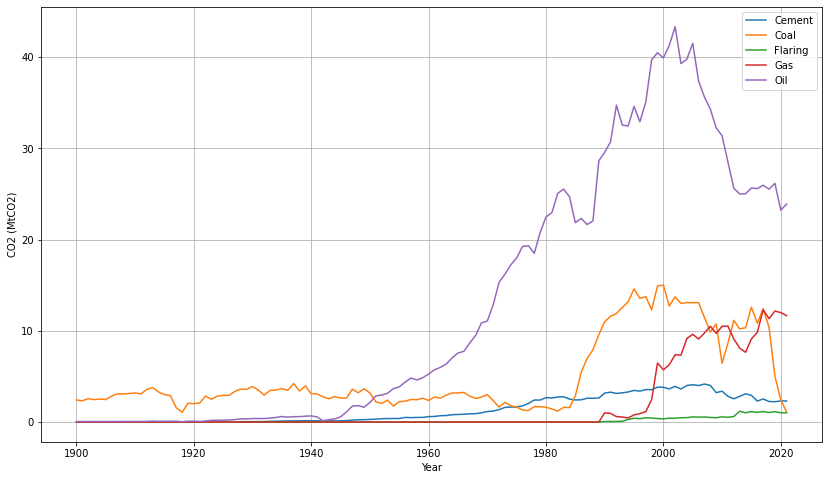 Cement
Coal
Flaring
Gas
Oil
40
30
20
10
0
CO2 (MtCO2)
1900 1920 1940 1960 1980 2000 2020
Year